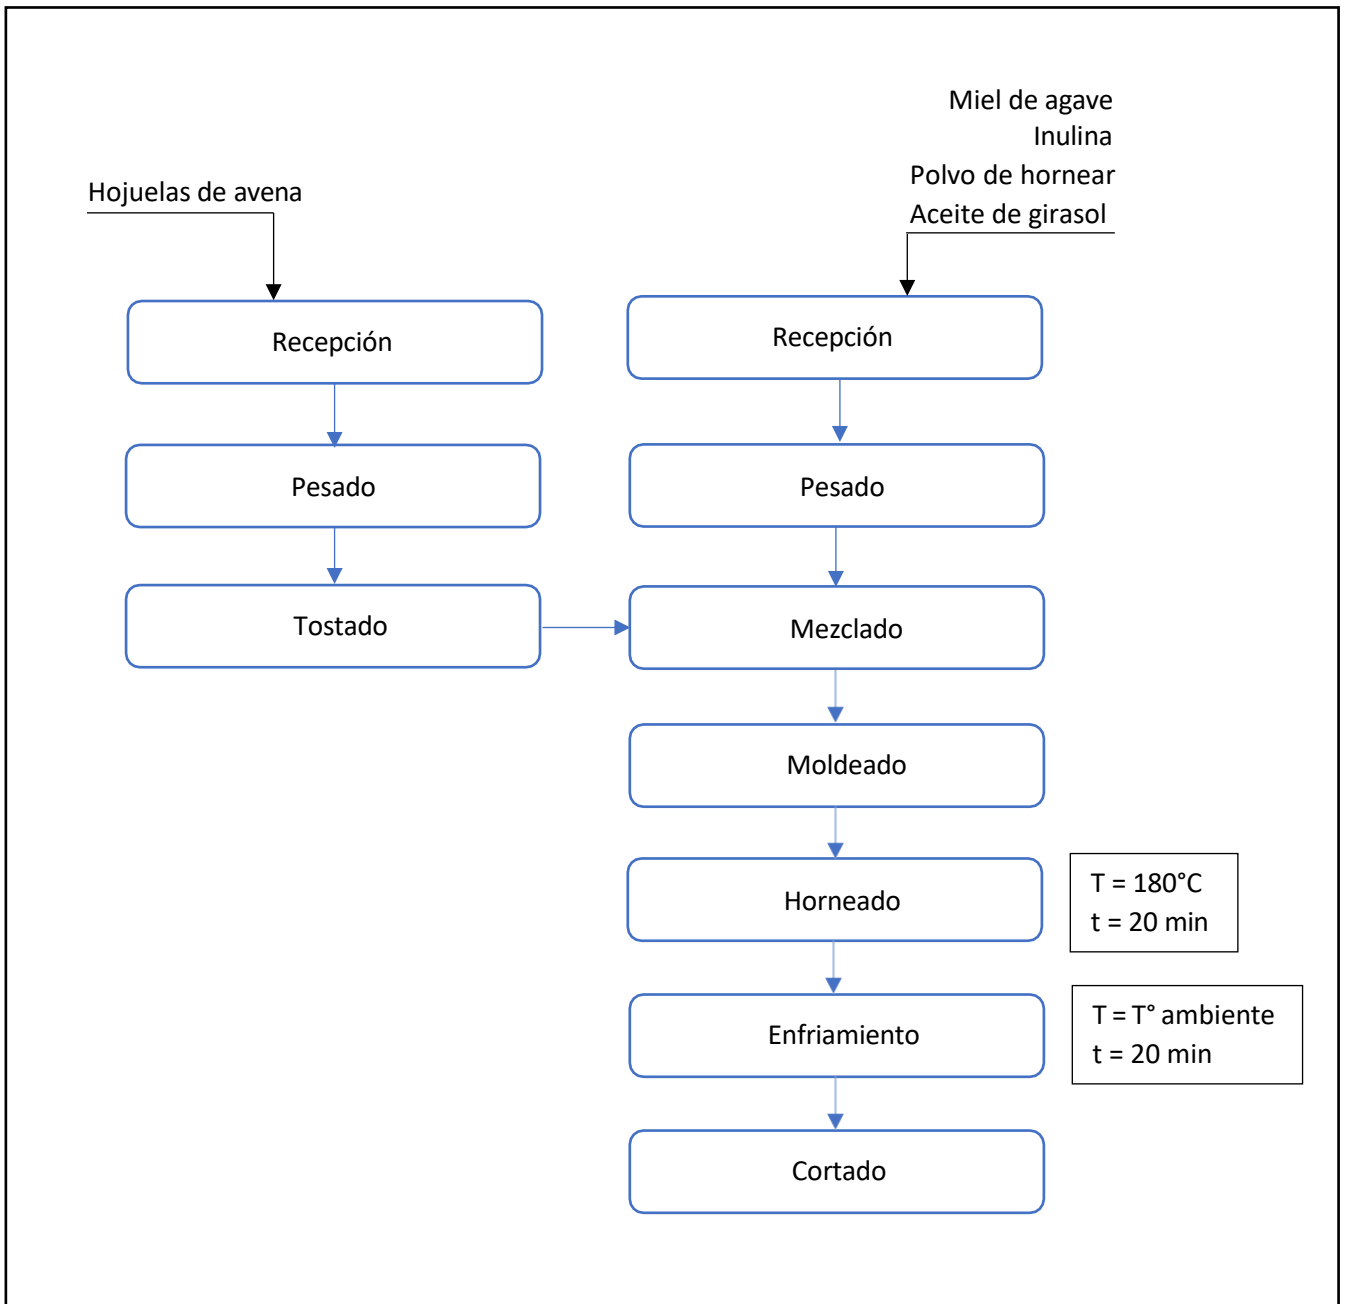 Miel de agave
Inulina
Polvo de hornear
Aceite de girasol
Hojuelas de avena
Recepción
Recepción
Pesado
Pesado
Tostado
Mezclado
Moldeado
Horneado
T = 180°C
t = 20 min
Enfriamiento
T = T° ambiente
t = 20 min
Cortado